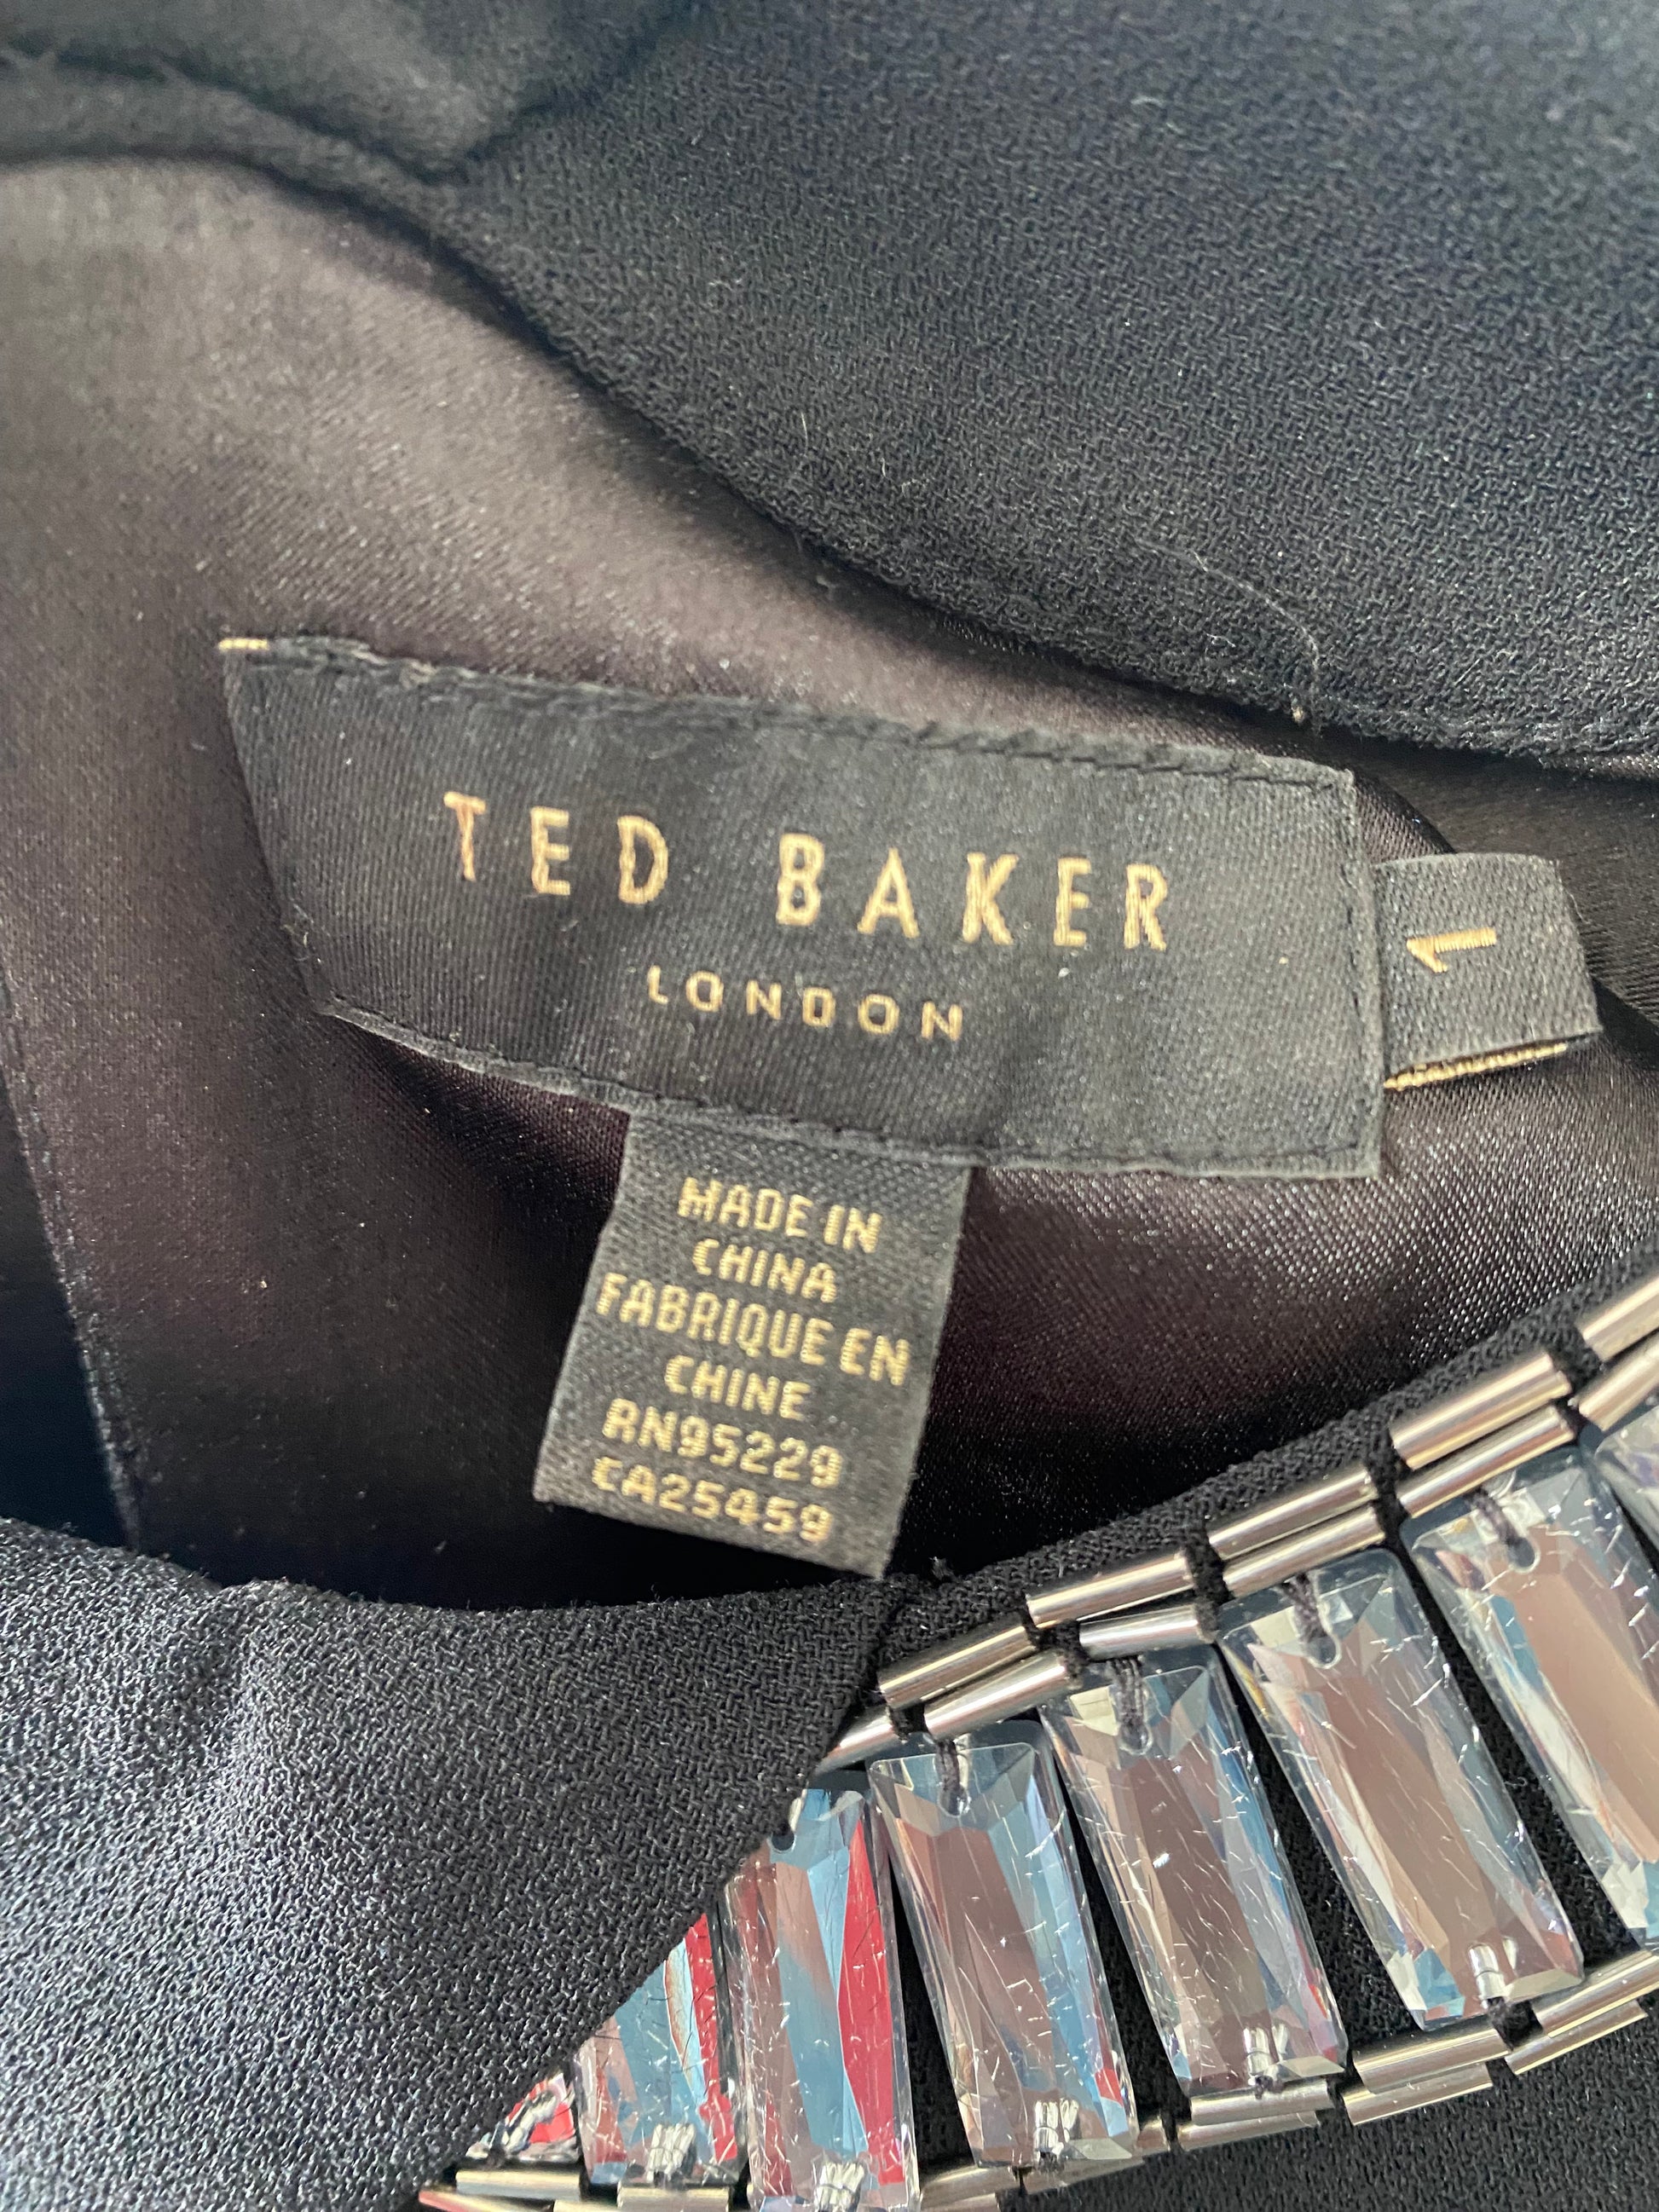 TED BAKER
LONDON
1
MADE IN
CHINA
FABRIQUE EN
CHINE
RN95229
CA25459